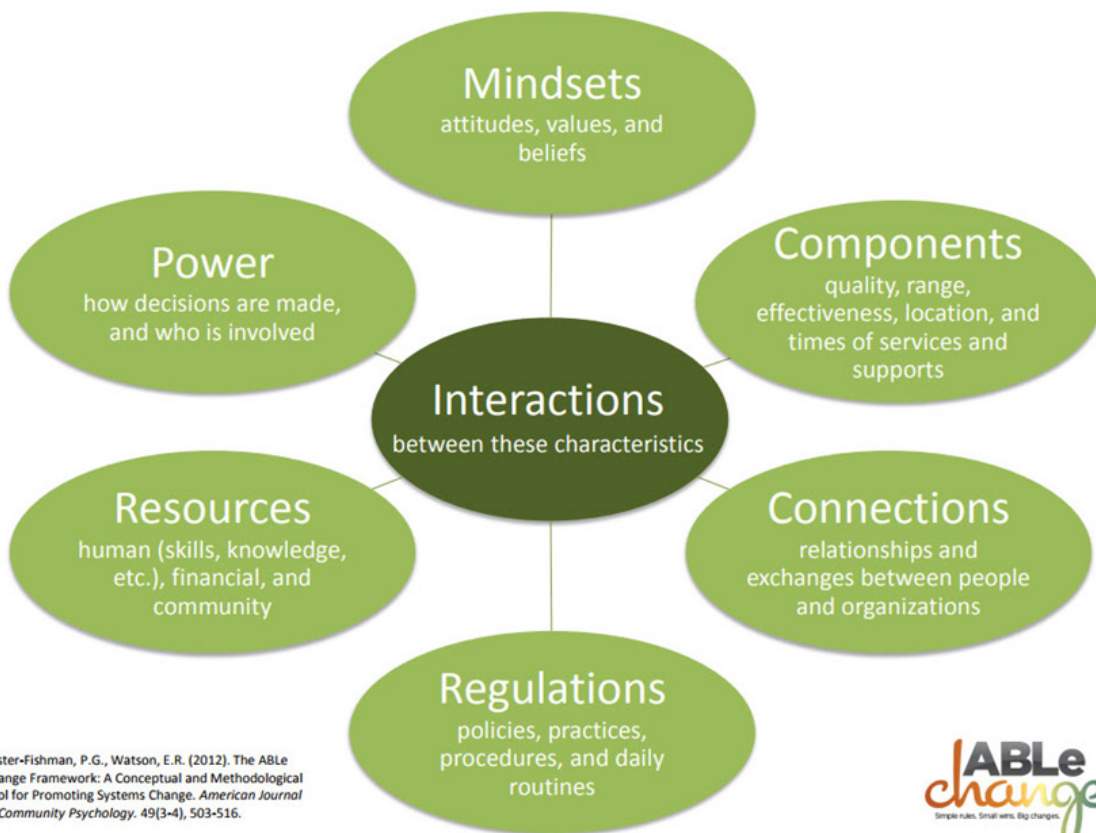 Mindsets
attitudes, values, and
beliefs
Power
how decisions are made,
and who is involved
Components
quality, range,
effectiveness, location, and
times of services and
supports
Interactions
between these characteristics
Resources
human (skills, knowledge,
etc.), financial, and
community
Connections
relationships and
exchanges between people
and organizations
Regulations
policies, practices,
procedures, and daily
routines
ster-Fishman, P.G., Watson, E.R. (2012). The ABLe
ange Framework: A Conceptual and Methodological
ol for Promoting Systems Change. American Journal
Community Psychology. 49(3-4), 503-516.
ABLe
change
Simple rules. Small wins. Big changes.